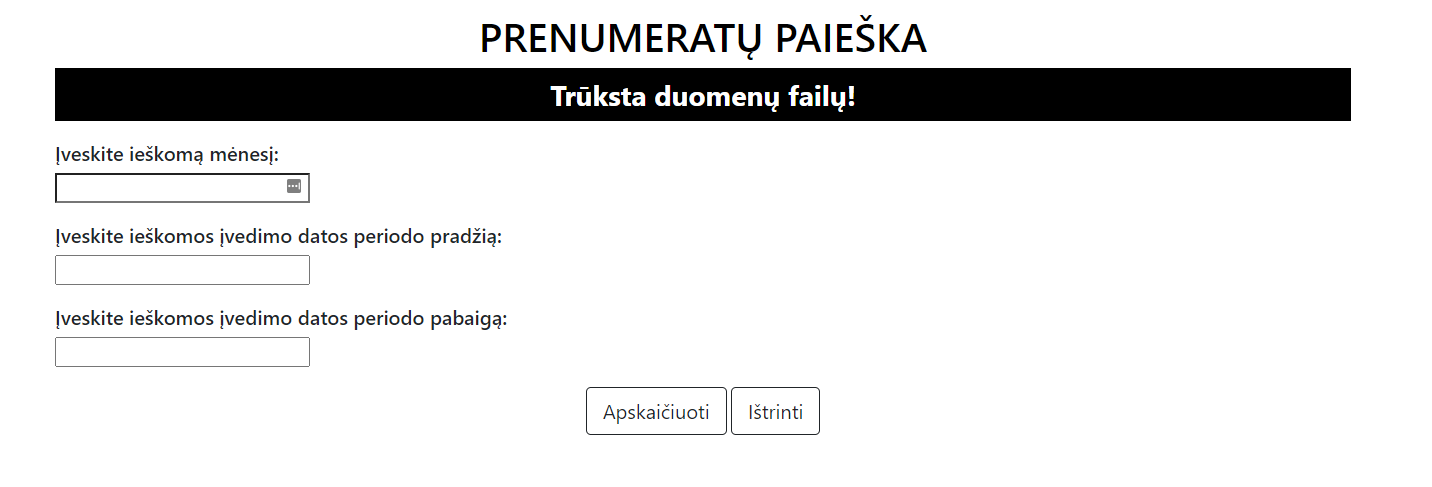 PRENUMERATŲ PAIEŠKA
Trūksta duomenų failų!
Įveskite ieškomą mėnesį:
Įveskite ieškomos įvedimo datos periodo pradžią:
Įveskite ieškomos įvedimo datos periodo pabaigą:
Apskaičiuoti Ištrinti